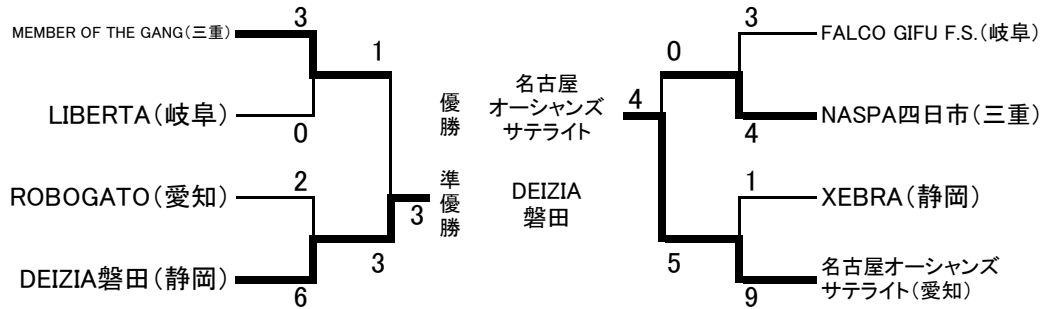 3
MEMBER OF THE GANG(三重)
1
LIBERTA(岐阜)
0
ROBOGATO(愛知)
2
3
DEIZIA磐田(静岡)
6
3
優勝
名古屋
オーシャンズ
サテライト
4
準優勝
DEIZIA
磐田
3
FALCO GIFU F.S.(岐阜)
0
NASPA四日市(三重)
4
1
XEBRA(静岡)
5
名古屋オーシャンズ
サテライト(愛知)
9